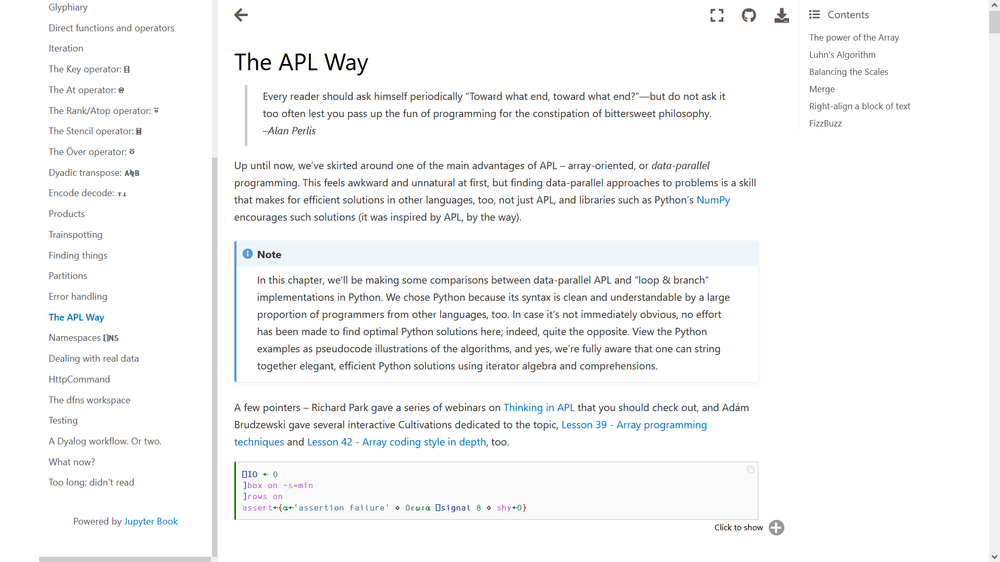 Glyphiary
Direct functions and operators
Iteration
The Key operator: ⌸
The At operator: @
The Rank/Atop operator: ⍤
The Stencil operator: ⌺
The Över operator: ⍥
Dyadic transpose: A⍉B
Encode decode: ⊤⊥
Products
Trainspotting
Finding things
Partitions
Error handling
The APL Way
Namespaces ⎕NS
Dealing with real data
HttpCommand
The dfns workspace
Testing
A Dyalog workflow. Or two.
What now?
Too long; didn’t read
Powered by Jupyter Book
The APL Way
Every reader should ask himself periodically “Toward what end, toward what end?”—but do not ask it
too often lest you pass up the fun of programming for the constipation of bittersweet philosophy.
–Alan Perlis
Up until now, we’ve skirted around one of the main advantages of APL – array-oriented, or data-parallel
programming. This feels awkward and unnatural at first, but finding data-parallel approaches to problems is a skill
that makes for efficient solutions in other languages, too, not just APL, and libraries such as Python’s NumPy
encourages such solutions (it was inspired by APL, by the way).
Note
In this chapter, we’ll be making some comparisons between data-parallel APL and “loop & branch”
implementations in Python. We chose Python because its syntax is clean and understandable by a large
proportion of programmers from other languages, too. In case it’s not immediately obvious, no effort
has been made to find optimal Python solutions here; indeed, quite the opposite. View the Python
examples as pseudocode illustrations of the algorithms, and yes, we’re fully aware that one can string
together elegant, efficient Python solutions using iterator algebra and comprehensions.
A few pointers – Richard Park gave a series of webinars on Thinking in APL that you should check out, and Adám
Brudzewski gave several interactive Cultivations dedicated to the topic, Lesson 39 - Array programming
techniques and Lesson 42 - Array coding style in depth, too.
⎕IO ← 0
]box on -s=min
]rows on
assert←{⍺←'assertion failure' ⋄ 0∊⍵:⍺ ⎕signal 8 ⋄ shy←0}
Click to show
Contents
The power of the Array
Luhn’s Algorithm
Balancing the Scales
Merge
Right-align a block of text
FizzBuzz